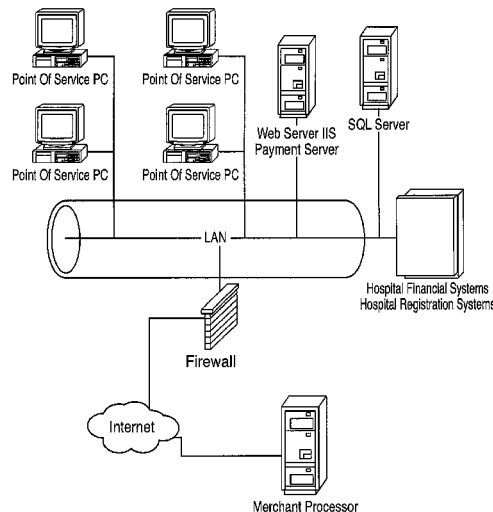 Point Of Service PC
Point Of Service PC
Web Server IIS
Payment Server
SQL Server
Point Of Service PC
Point Of Service PC
LAN
Hospital Financial Systems
Hospital Registration Systems
Firewall
Internet
Merchant Processor